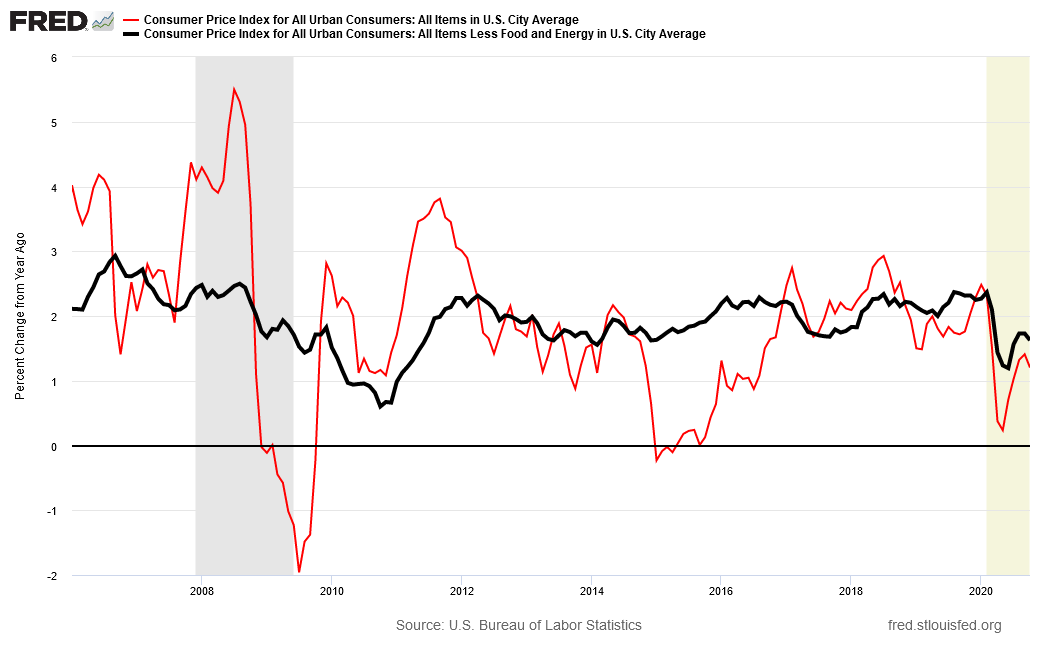 FRED
Consumer Price Index for All Urban Consumers: All Items in U.S. City Average
Consumer Price Index for All Urban Consumers: All Items Less Food and Energy in U.S. City Average
Percent Change from Year Ago
6
5
4
3
2
1
0
-1
-2
2008 2010 2012 2014 2016 2018 2020
Source: U.S. Bureau of Labor Statistics
fred.stlouisfed.org